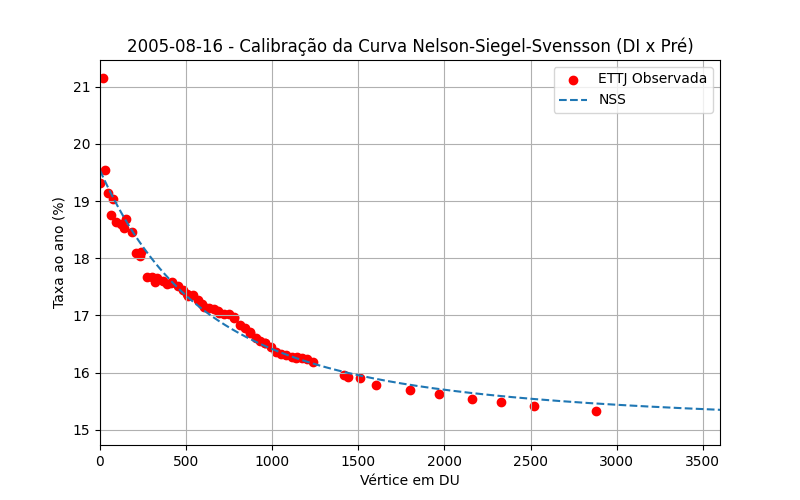 2005-08-16 - Calibração da Curva Nelson-Siegel-Svensson (DI x Pré)
ETTJ Observada
NSS
Taxa ao ano (%)
21
20
19
18
17
16
15
0 500 1000 1500 2000 2500 3000 3500
Vértice em DU